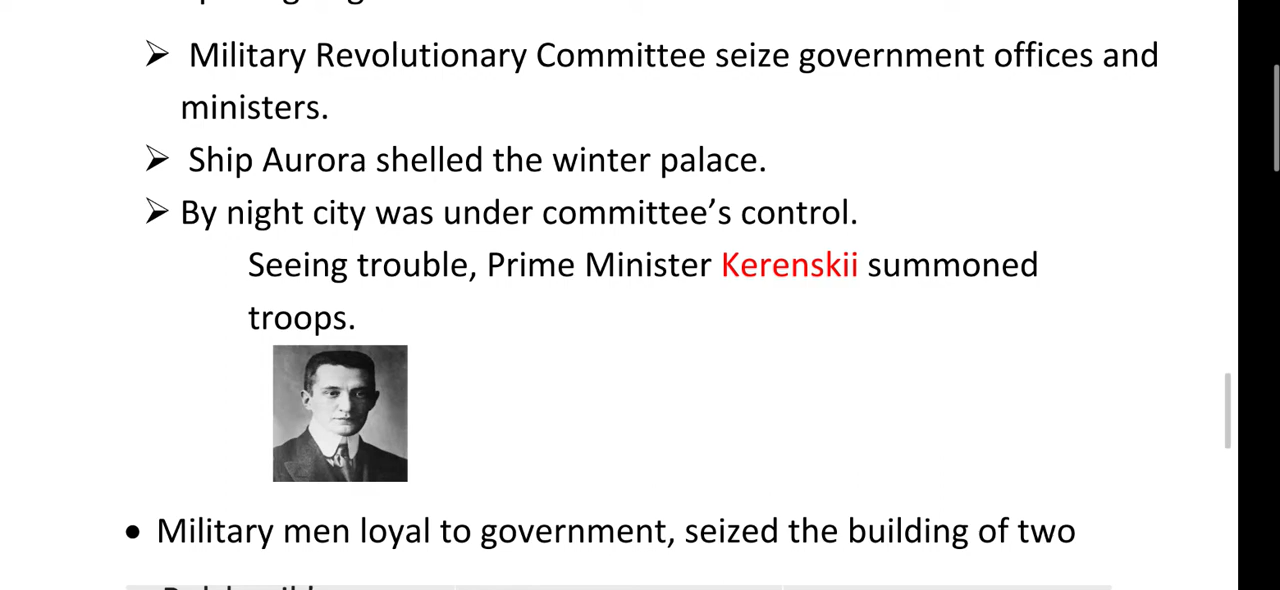 ➢ Military Revolutionary Committee seize government offices and
ministers.
➢ Ship Aurora shelled the winter palace.
➢ By night city was under committee’s control.
Seeing trouble, Prime Minister Kerenskii summoned
troops.
• Military men loyal to government, seized the building of two